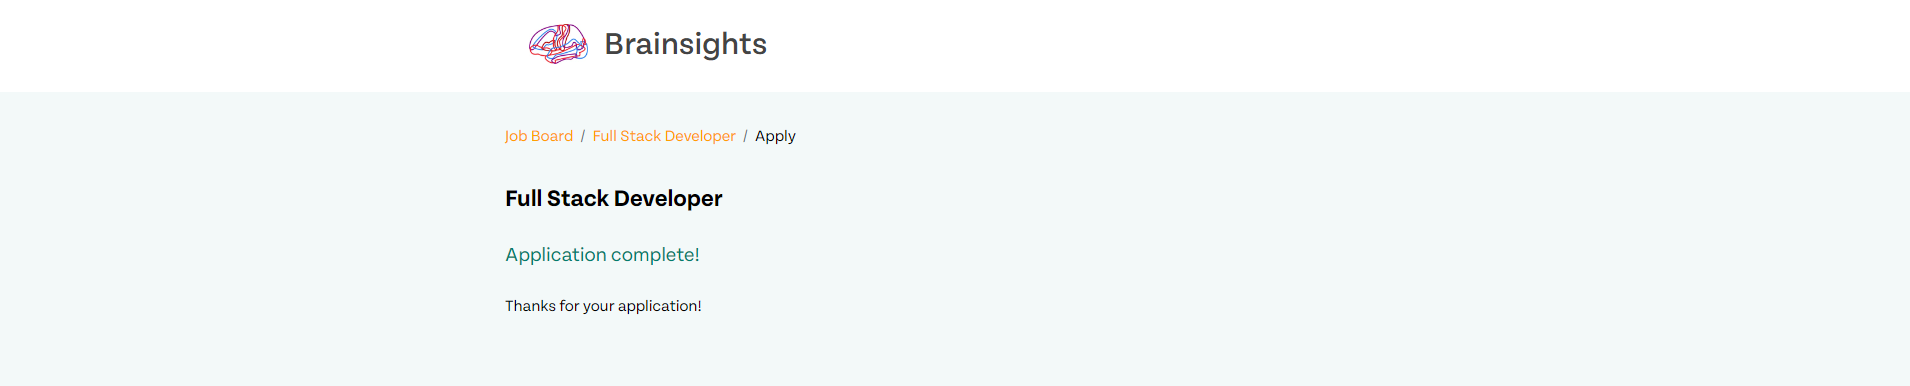 Brainsights
Job Board / Full Stack Developer / Apply
Full Stack Developer
Application complete!
Thanks for your application!